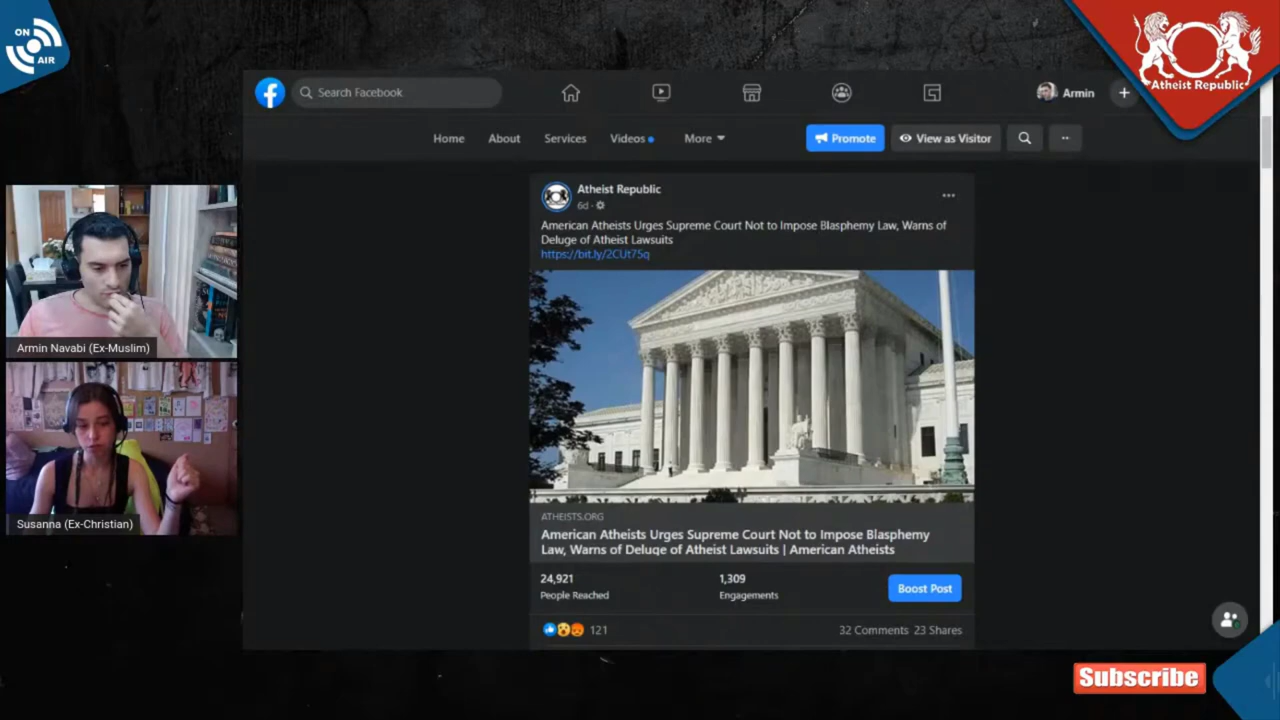 ON
AIR
Atheist Republic
Search Facebook
Armin
Home
About
Services
Videos
More
Promote
View as Visitor
Atheist Republic
6d
American Atheists Urges Supreme Court Not to Impose Blasphemy Law, Warns of
Deluge of Atheist Lawsuits
https://bit.ly/2CUt75q
Armin Navabi (Ex-Muslim)
Susanna (Ex-Christian)
ATHEISTS.ORG
American Atheists Urges Supreme Court Not to Impose Blasphemy
Law, Warns of Deluge of Atheist Lawsuits | American Atheists
24,921
People Reached
1,309
Engagements
Boost Post
121
32 Comments 23 Shares
Subscribe